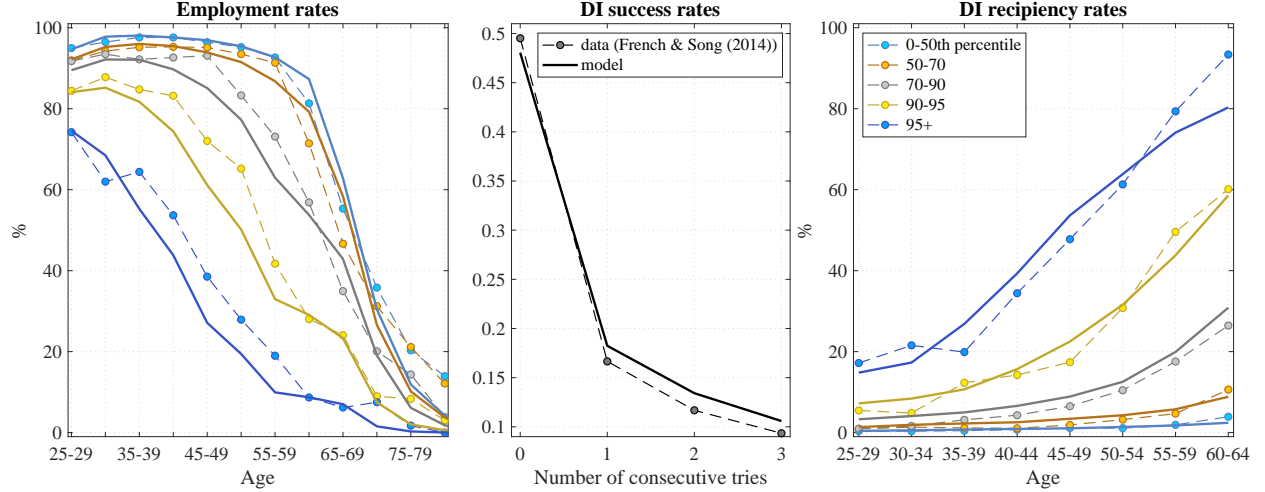 Employment rates
100
80
60
40
20
0
%
25-29 35-39 45-49 55-59 65-69 75-79
Age
DI success rates
0.5
0.45
0.4
0.35
0.3
0.25
0.2
0.15
0.1
data (French & Song (2014))
model
0 1 2 3
Number of consecutive tries
DI recipiency rates
100
80
60
40
20
0
%
0-50th percentile
50-70
70-90
90-95
95+
25-29 30-34 35-39 40-44 45-49 50-54 55-59 60-64
Age